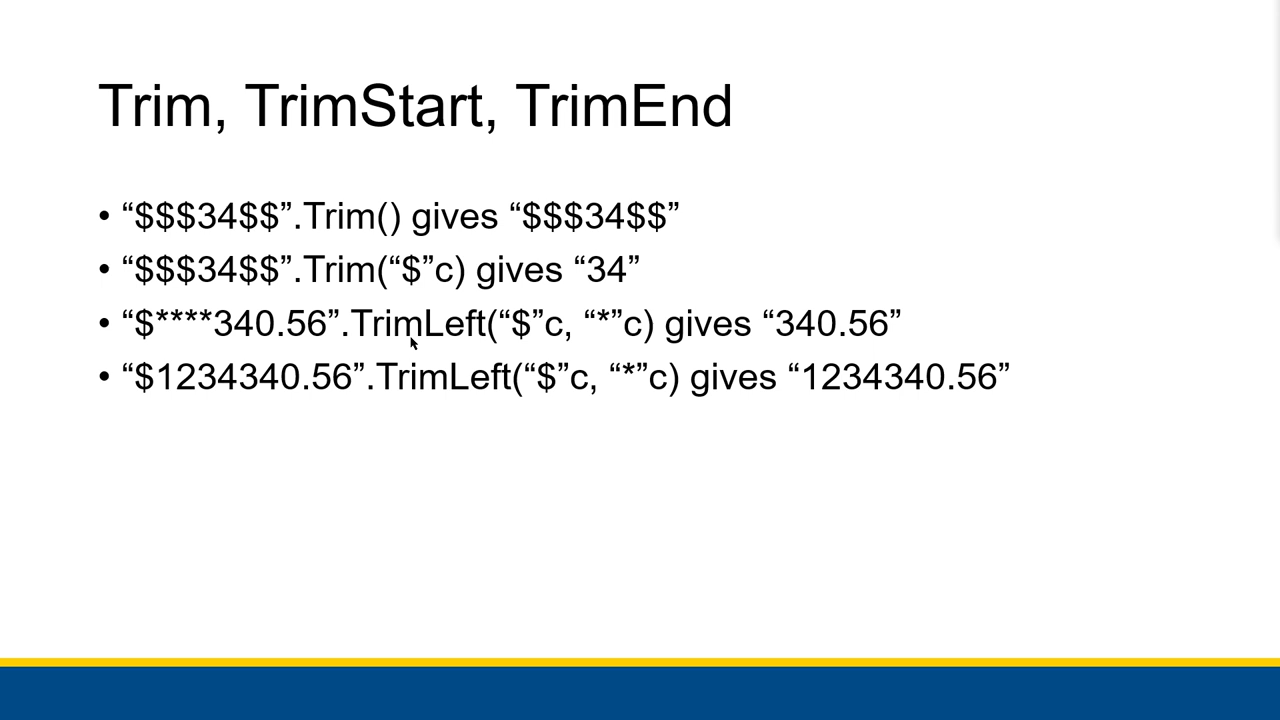 Trim, TrimStart, TrimEnd
• “$$$34$$”.Trim() gives “$$$34$$”
• “$$$34$$”.Trim(“$”c) gives “34”
• “$****340.56”.TrimLeft(“$”c, “*”c) gives “340.56”
• “$1234340.56”.TrimLeft(“$”c, “*”c) gives “1234340.56”